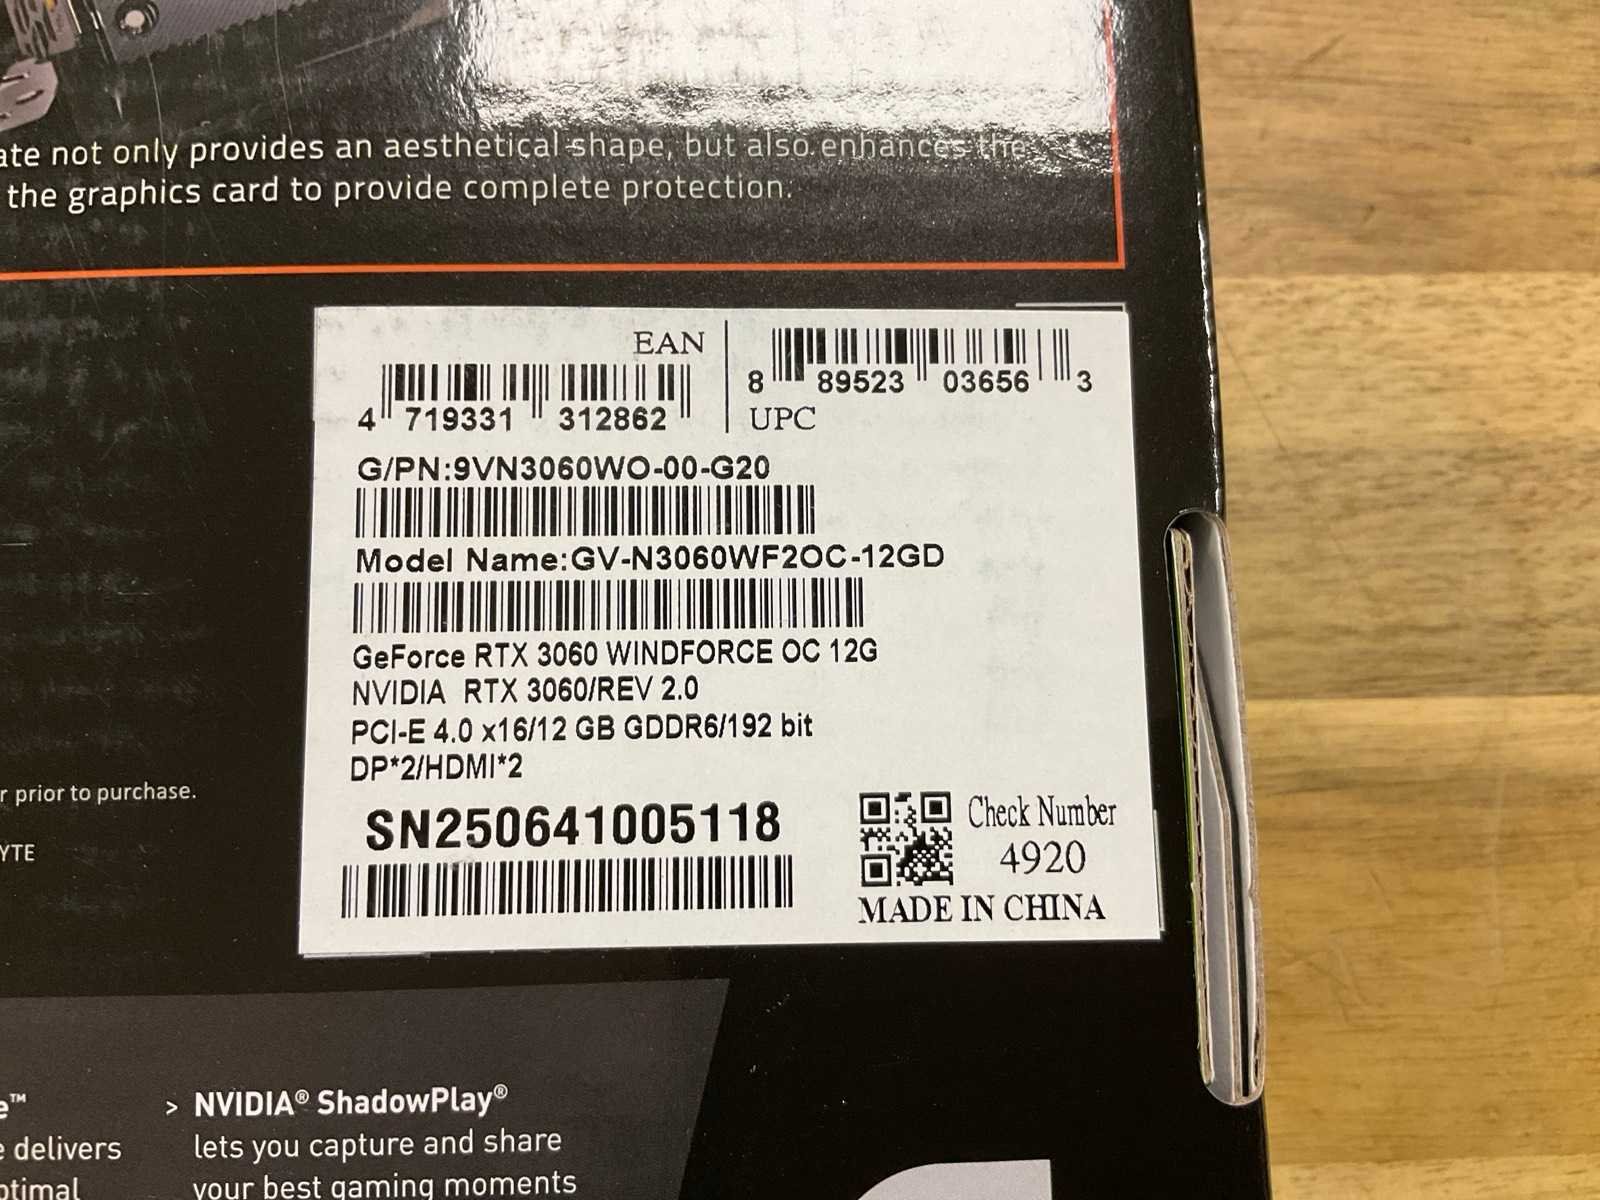 ate not only provides an aesthetical shape, but also enhances the
the graphics card to provide complete protection.
EAN
4 719331 312862
8 89523 03656 3
UPC
G/PN:9VN3060WO-00-G20
Model Name:GV-N3060WF2OC-12GD
GeForce RTX 3060 WINDFORCE OC 12G
NVIDIA RTX 3060/REV 2.0
PCI-E 4.0 x16/12 GB GDDR6/192 bit
DP*2/HDMI*2
SN250641005118
Check Number
4920
MADE IN CHINA
r prior to purchase.
YTE
e™
e delivers
ptimal
> NVIDIA® ShadowPlay®
lets you capture and share
your best gaming moments